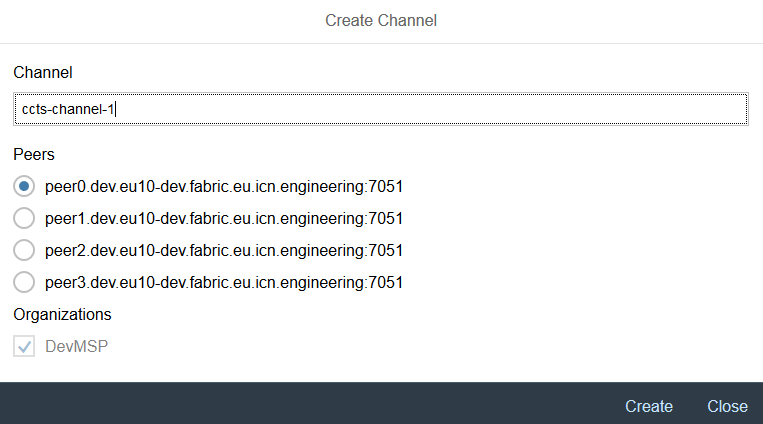 Create Channel
Channel
ccts-channel-1
Peers
peer0.dev.eu10-dev.fabric.eu.icn.engineering:7051
peer1.dev.eu10-dev.fabric.eu.icn.engineering:7051
peer2.dev.eu10-dev.fabric.eu.icn.engineering:7051
peer3.dev.eu10-dev.fabric.eu.icn.engineering:7051
Organizations
DevMSP
Create Close